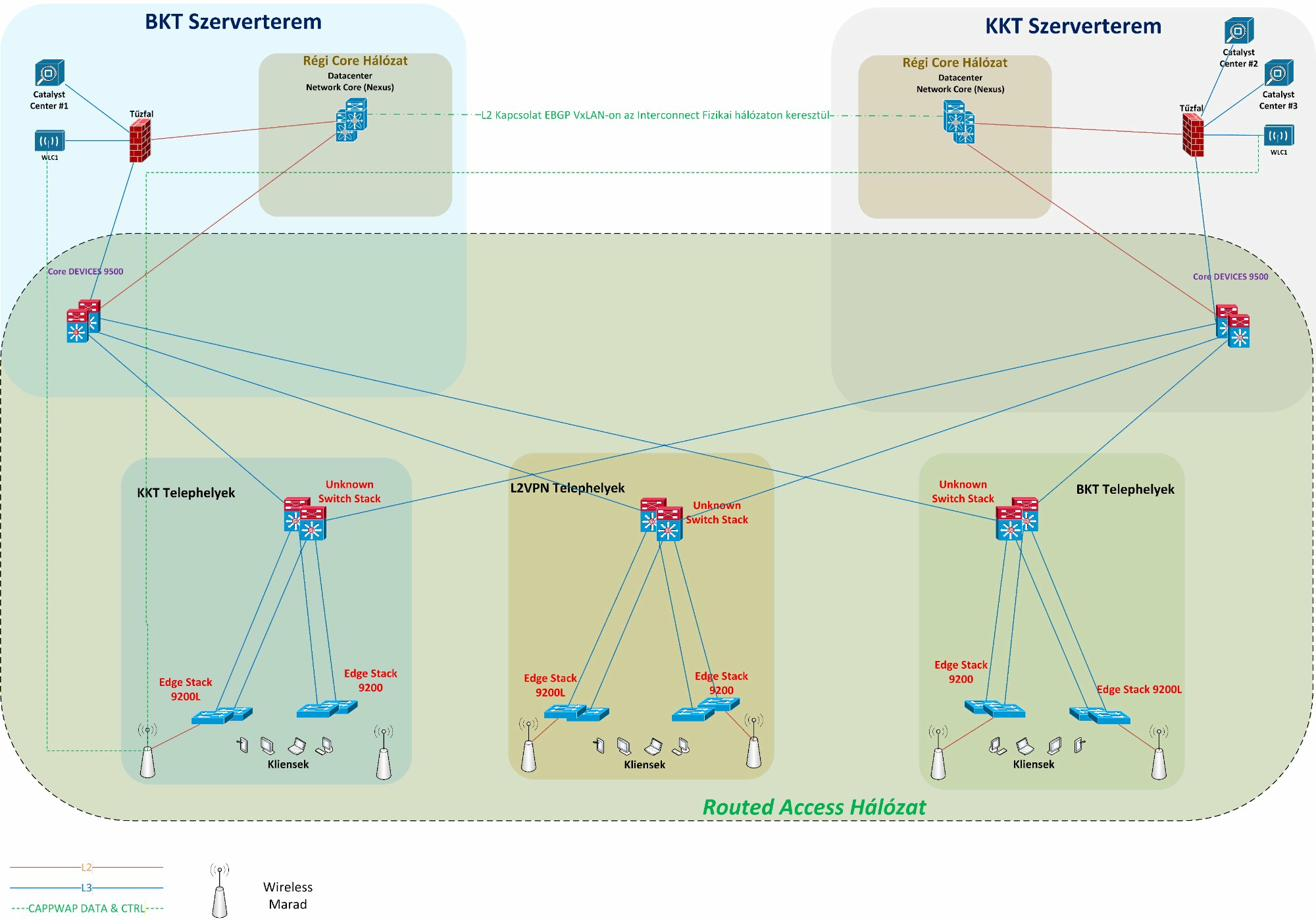 BKT Szerverterem
KKT Szerverterem
Régi Core Hálózat
Datacenter
Network Core (Nexus)
Régi Core Hálózat
Datacenter
Network Core (Nexus)
Catalyst
Center #1
Tűzfal
WLC1
Catalyst
Center #2
Catalyst
Center #3
Tűzfal
WLC1
L2 Kapcsolat EBGP VxLAN-on az Interconnect Fizikai hálózaton keresztül
Core DEVICES 9500
Core DEVICES 9500
KKT Telephelyek
Unknown
Switch Stack
L2VPN Telephelyek
Unknown
Switch Stack
Unknown
Switch Stack
BKT Telephelyek
Edge Stack
9200L
Edge Stack
9200
Edge Stack
9200L
Edge Stack
9200
Edge Stack
9200
Edge Stack 9200L
Kliensek
Kliensek
Kliensek
Routed Access Hálózat
L2
L3
CAPPWAP DATA & CTRL
Wireless
Marad